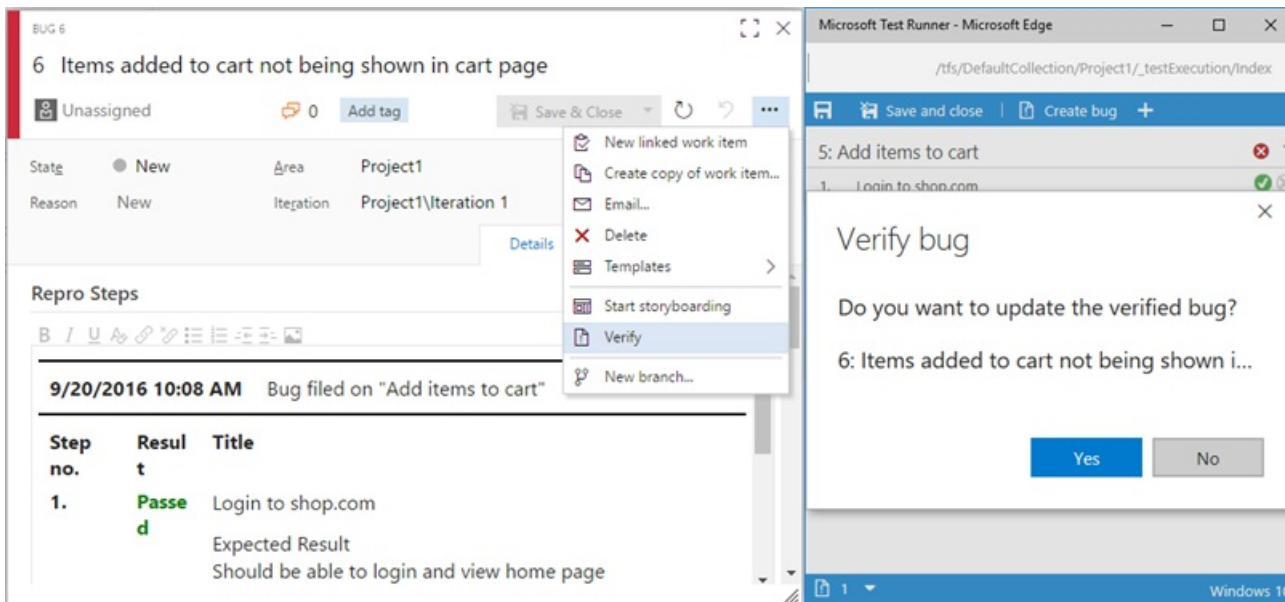 BUG 6
6 Items added to cart not being shown in cart page
Unassigned
0
Add tag
Save & Close
State
New
Area
Project1
Reason
New
Iteration
Project1\Iteration 1
Details
New linked work item
Create copy of work item...
Email...
Delete
Templates
Start storyboarding
Verify
New branch...
Repro Steps
B I U
9/20/2016 10:08 AM Bug filed on "Add items to cart"
Step no. Result Title
1. Passed Login to shop.com
Expected Result
Should be able to login and view home page
Microsoft Test Runner - Microsoft Edge
/tfs/DefaultCollection/Project1/_testExecution/Index
Save and close
Create bug
5: Add items to cart
1. Login to shop.com
Verify bug
Do you want to update the verified bug?
6: Items added to cart not being shown i...
Yes
No
1
Windows 10